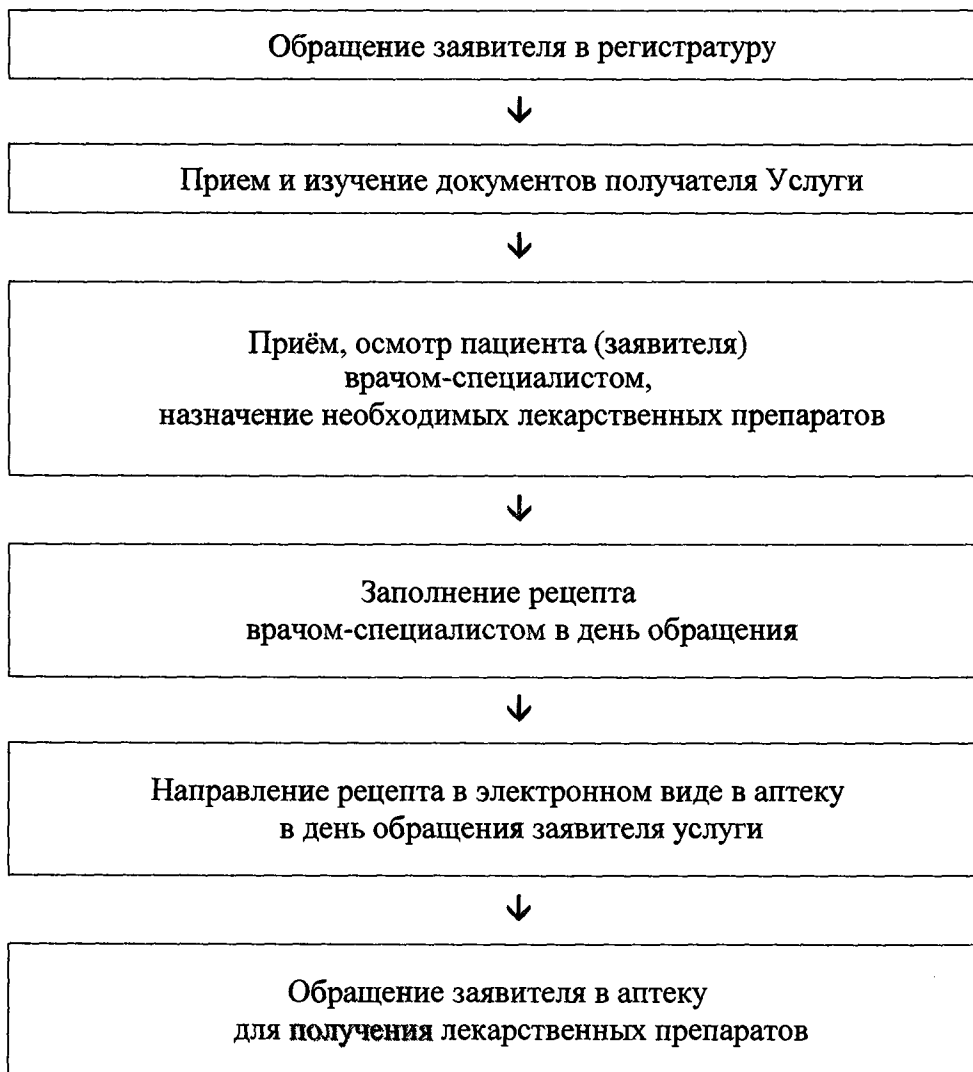 Обращение заявителя в регистратуру
Прием и изучение документов получателя Услуги
Приём, осмотр пациента (заявителя)
врачом-специалистом,
назначение необходимых лекарственных препаратов
Заполнение рецепта
врачом-специалистом в день обращения
Направление рецепта в электронном виде в аптеку
в день обращения заявителя услуги
Обращение заявителя в аптеку
для получения лекарственных препаратов